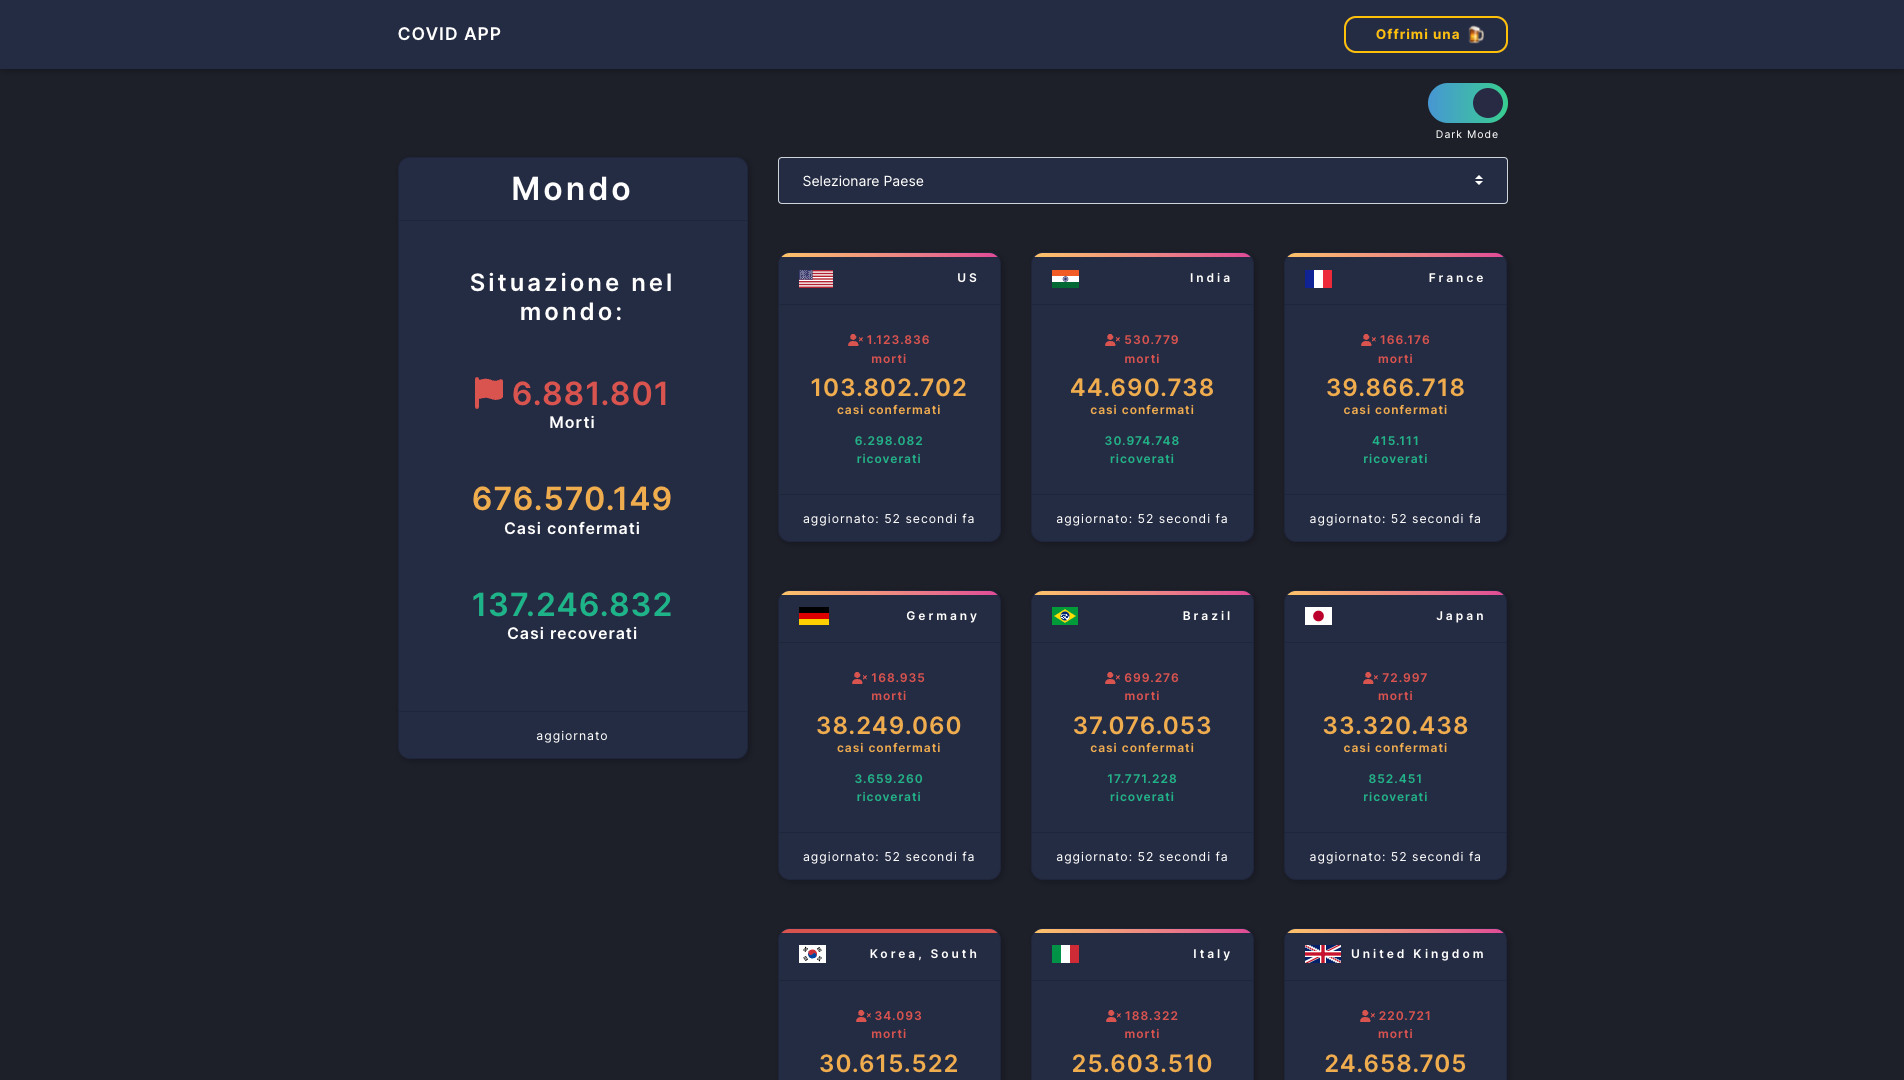 COVID APP
Offrimi una
Dark Mode
Mondo
Situazione nel
mondo:
6.881.801
Morti
676.570.149
Casi confermati
137.246.832
Casi recoverati
aggiornato
Selezionare Paese
US
1.123.836
morti
103.802.702
casi confermati
6.298.082
ricoverati
aggiornato: 52 secondi fa
India
530.779
morti
44.690.738
casi confermati
30.974.748
ricoverati
aggiornato: 52 secondi fa
France
166.176
morti
39.866.718
casi confermati
415.111
ricoverati
aggiornato: 52 secondi fa
Germany
168.935
morti
38.249.060
casi confermati
3.659.260
ricoverati
aggiornato: 52 secondi fa
Brazil
699.276
morti
37.076.053
casi confermati
17.771.228
ricoverati
aggiornato: 52 secondi fa
Japan
72.997
morti
33.320.438
casi confermati
852.451
ricoverati
aggiornato: 52 secondi fa
Korea, South
34.093
morti
30.615.522
Italy
188.322
morti
25.603.510
United Kingdom
220.721
morti
24.658.705